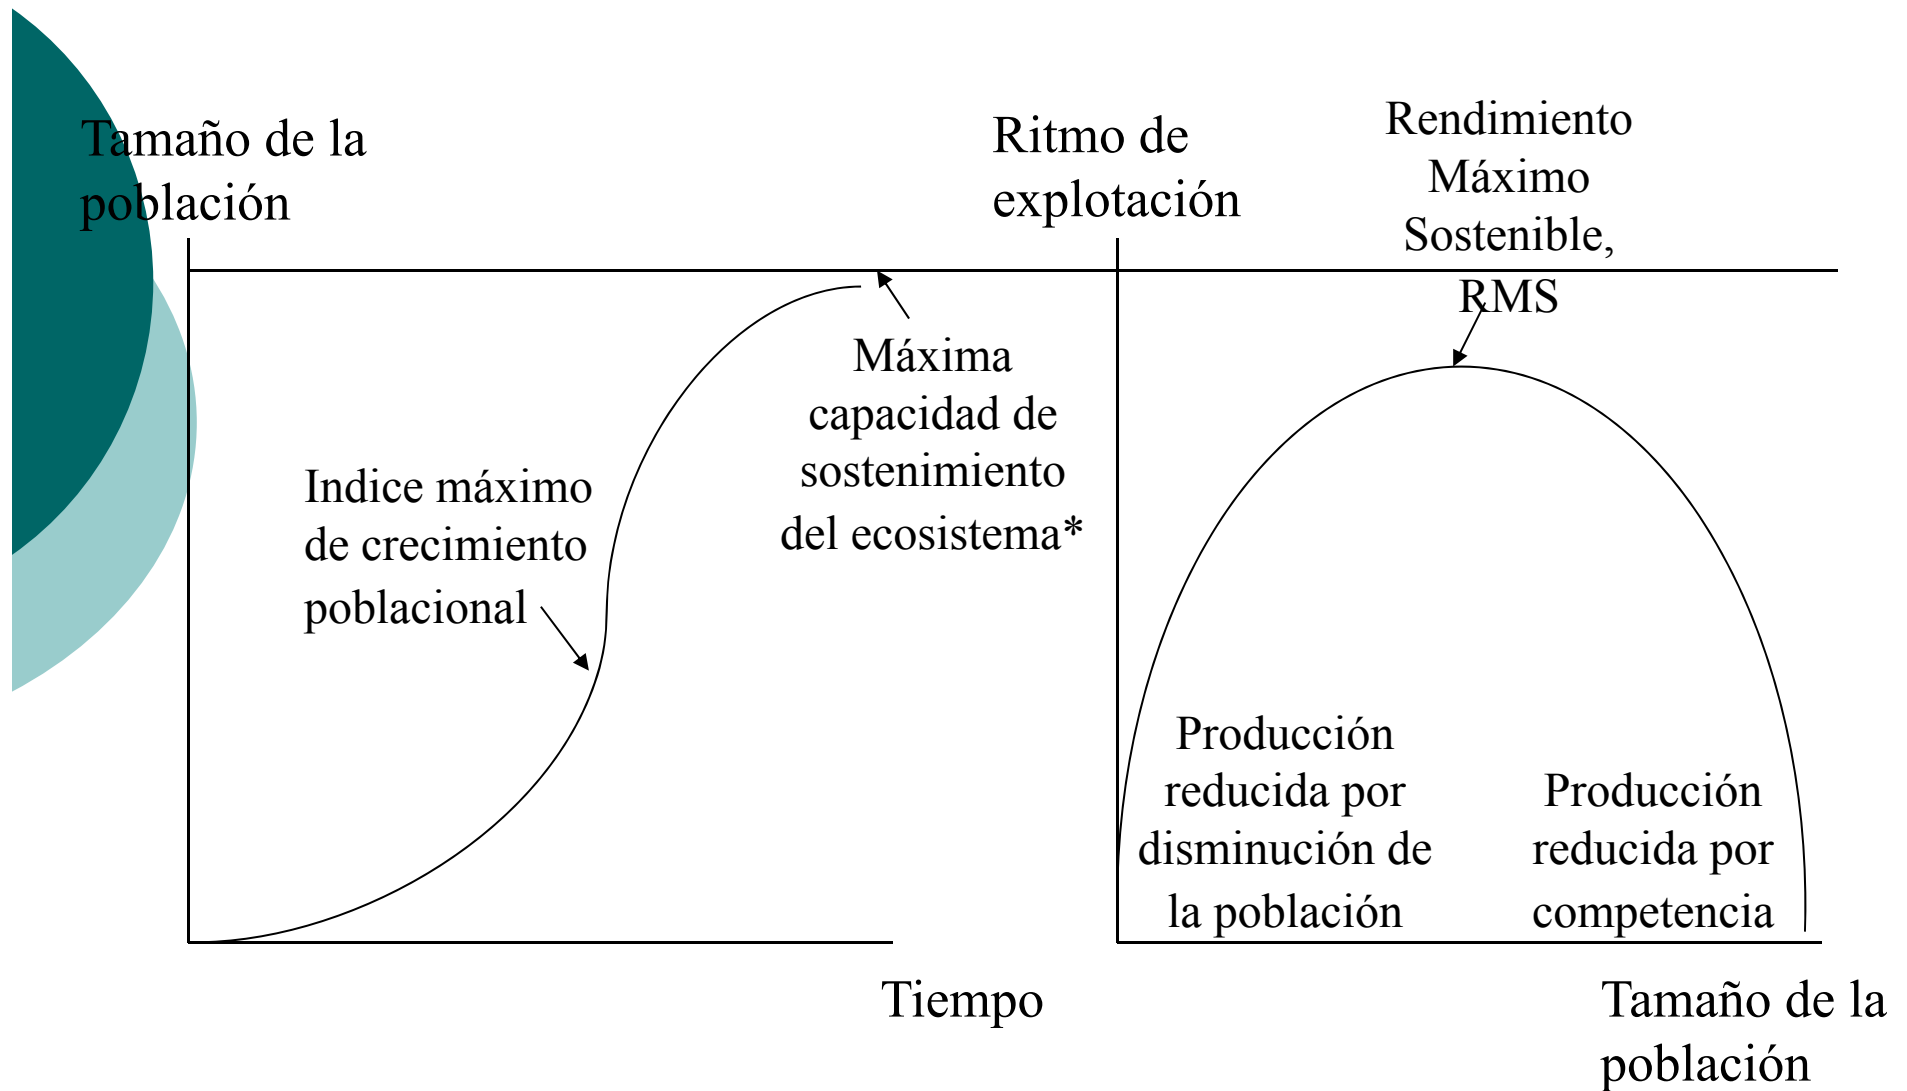 Tamaño de la
población
Ritmo de
explotación
Rendimiento
Máximo
Sostenible,
RMS
Máxima
capacidad de
sostenimiento
del ecosistema*
Indice máximo
de crecimiento
poblacional
Producción
reducida por
disminución de
la población
Producción
reducida por
competencia
Tiempo
Tamaño de la
población